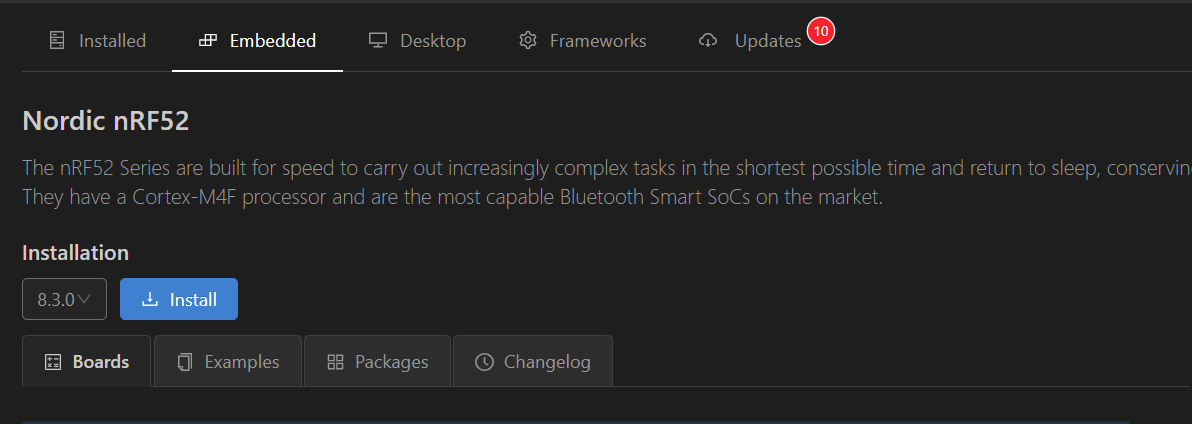 Installed Embedded Desktop Frameworks Updates 10
Nordic nRF52
The nRF52 Series are built for speed to carry out increasingly complex tasks in the shortest possible time and return to sleep, conservin
They have a Cortex-M4F processor and are the most capable Bluetooth Smart SoCs on the market.
Installation
8.3.0 Install
Boards Examples Packages Changelog